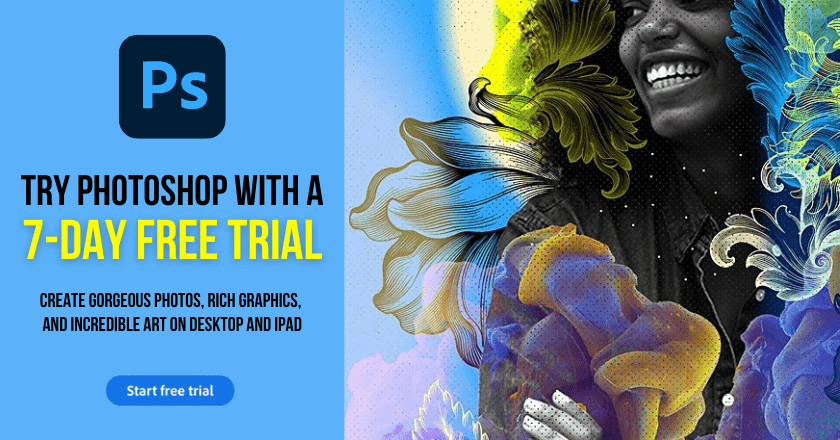 Ps
TRY PHOTOSHOP WITH A
7-DAY FREE TRIAL
CREATE GORGEOUS PHOTOS, RICH GRAPHICS,
AND INCREDIBLE ART ON DESKTOP AND IPAD
Start free trial